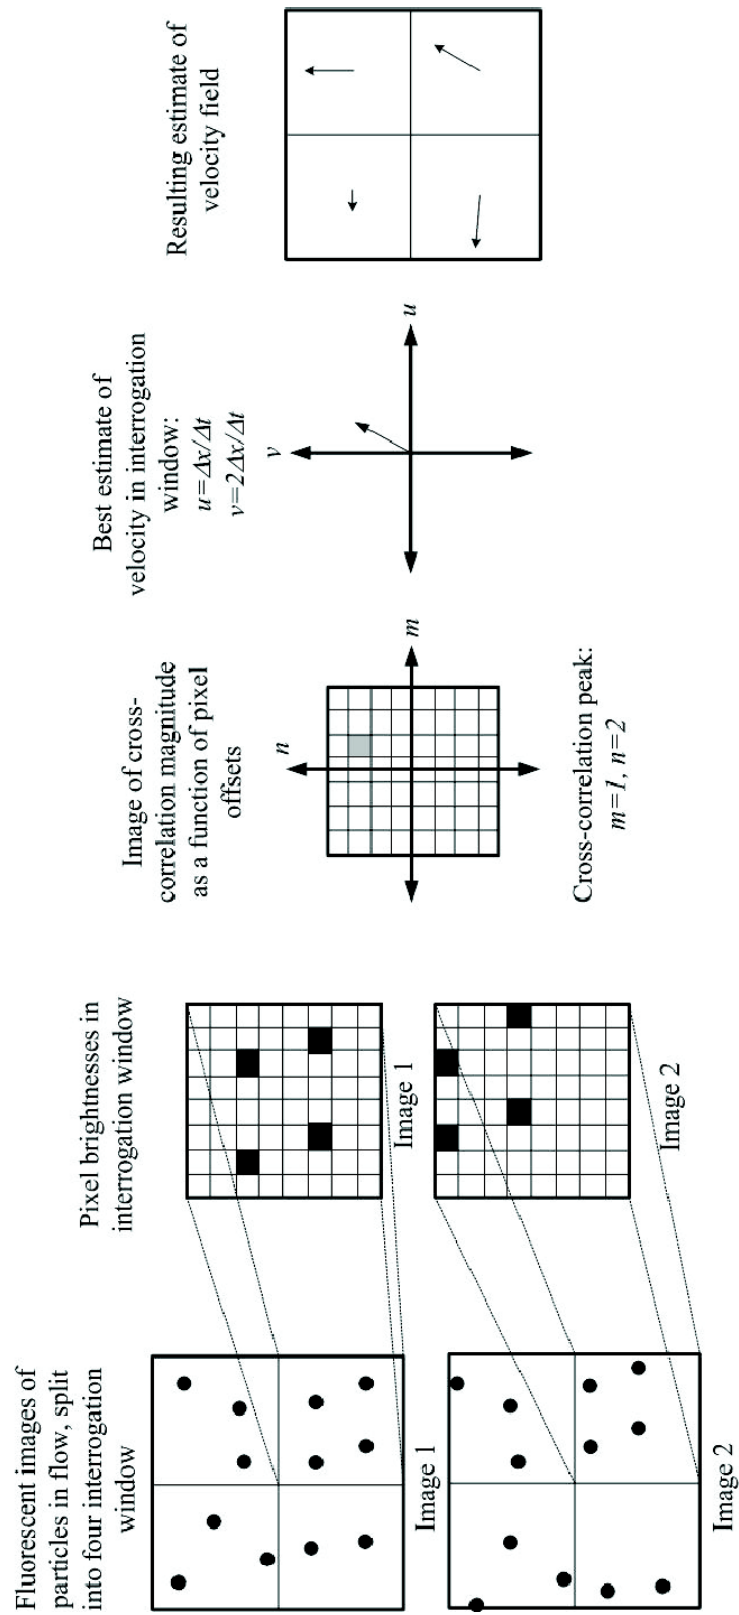 Fluorescent images of
particles in flow, split
into four interrogation
window
Image 1
Image 2
Pixel brightnesses in
interrogation window
Image 1
Image 2
Image of cross-
correlation magnitude
as a function of pixel
offsets
n
m
Cross-correlation peak:
m=1, n=2
Best estimate of
velocity in interrogation
window:
u=Δx/Δt
v=2Δx/Δt
v
u
Resulting estimate of
velocity field